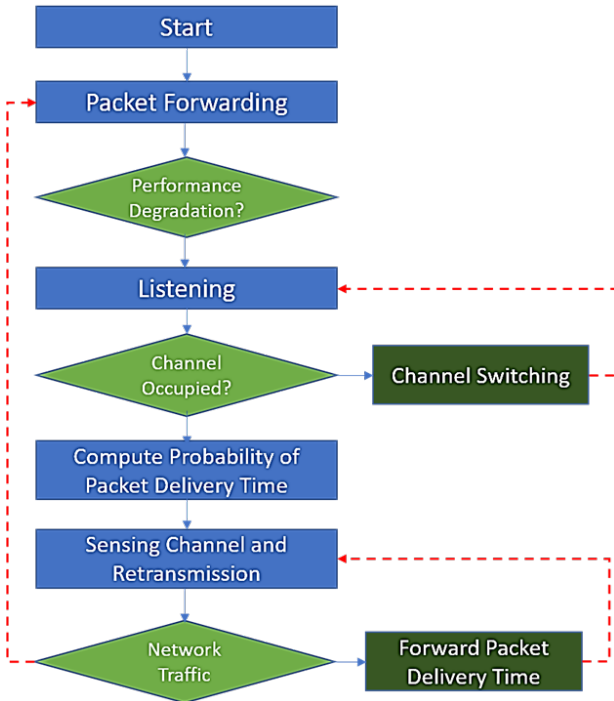 Start
Packet Forwarding
Performance
Degradation?
Listening
Channel
Occupied?
Channel Switching
Compute Probability of
Packet Delivery Time
Sensing Channel and
Retransmission
Network
Traffic
Forward Packet
Delivery Time